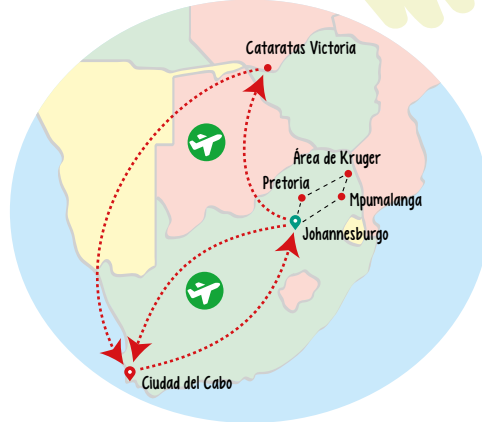 Cataratas Victoria
Área de Kruger
Pretoria
Mpumalanga
Johannesburgo
Ciudad del Cabo